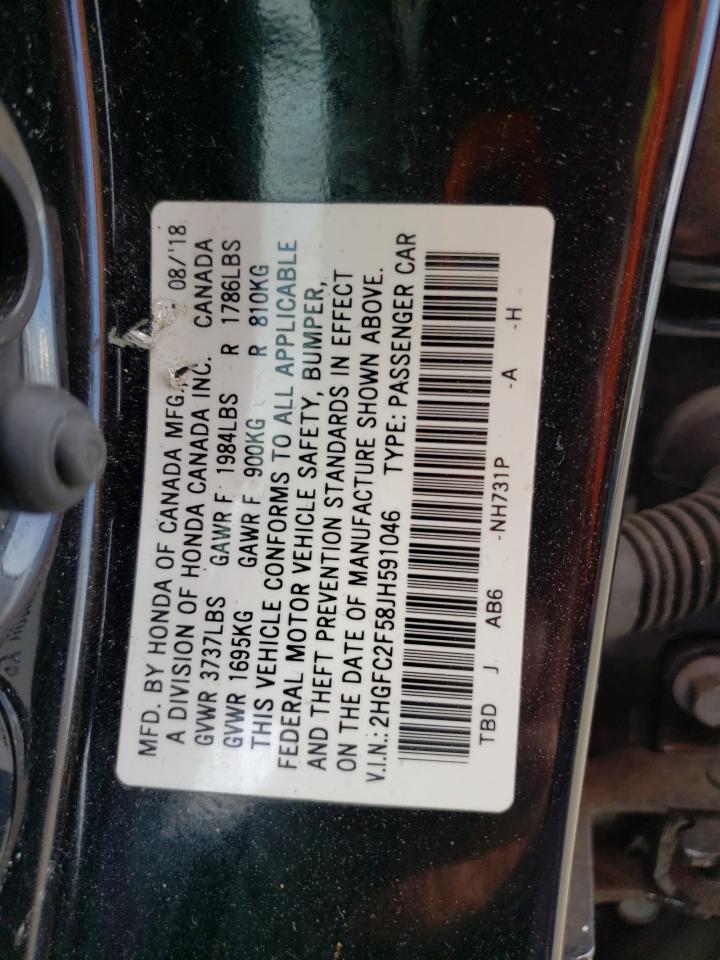 MFD. BY HONDA OF CANADA MFG., 08/'18
A DIVISION OF HONDA CANADA INC. CANADA
GVWR 3737LBS GAWR F 1984LBS R 1786LBS
GVWR 1695KG GAWR F 900KG R 810KG
THIS VEHICLE CONFORMS TO ALL APPLICABLE
FEDERAL MOTOR VEHICLE SAFETY, BUMPER,
AND THEFT PREVENTION STANDARDS IN EFFECT
ON THE DATE OF MANUFACTURE SHOWN ABOVE.
V.I.N.: 2HGFC2F58JH591046 TYPE: PASSENGER CAR
TBD J. AB6 -NH731P -A -H